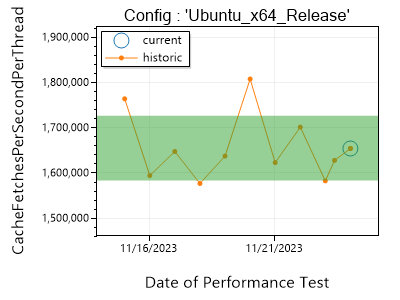 Config : 'Ubuntu_x64_Release'
current
historic
CacheFetchesPerSecondPerThread
1,900,000
1,800,000
1,700,000
1,600,000
1,500,000
11/16/2023
11/21/2023
Date of Performance Test